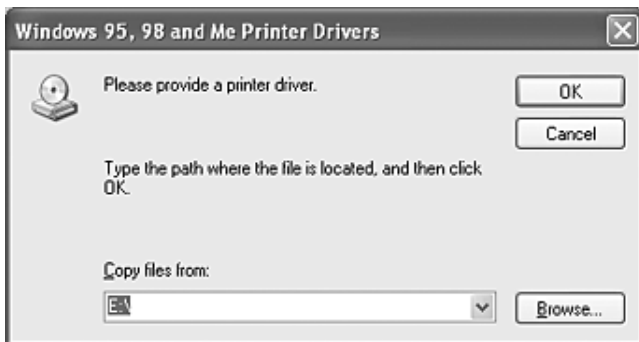 Windows 95, 98 and Me Printer Drivers
Please provide a printer driver.
OK
Cancel
Type the path where the file is located, and then click
OK.
Copy files from:
E:\
Browse...